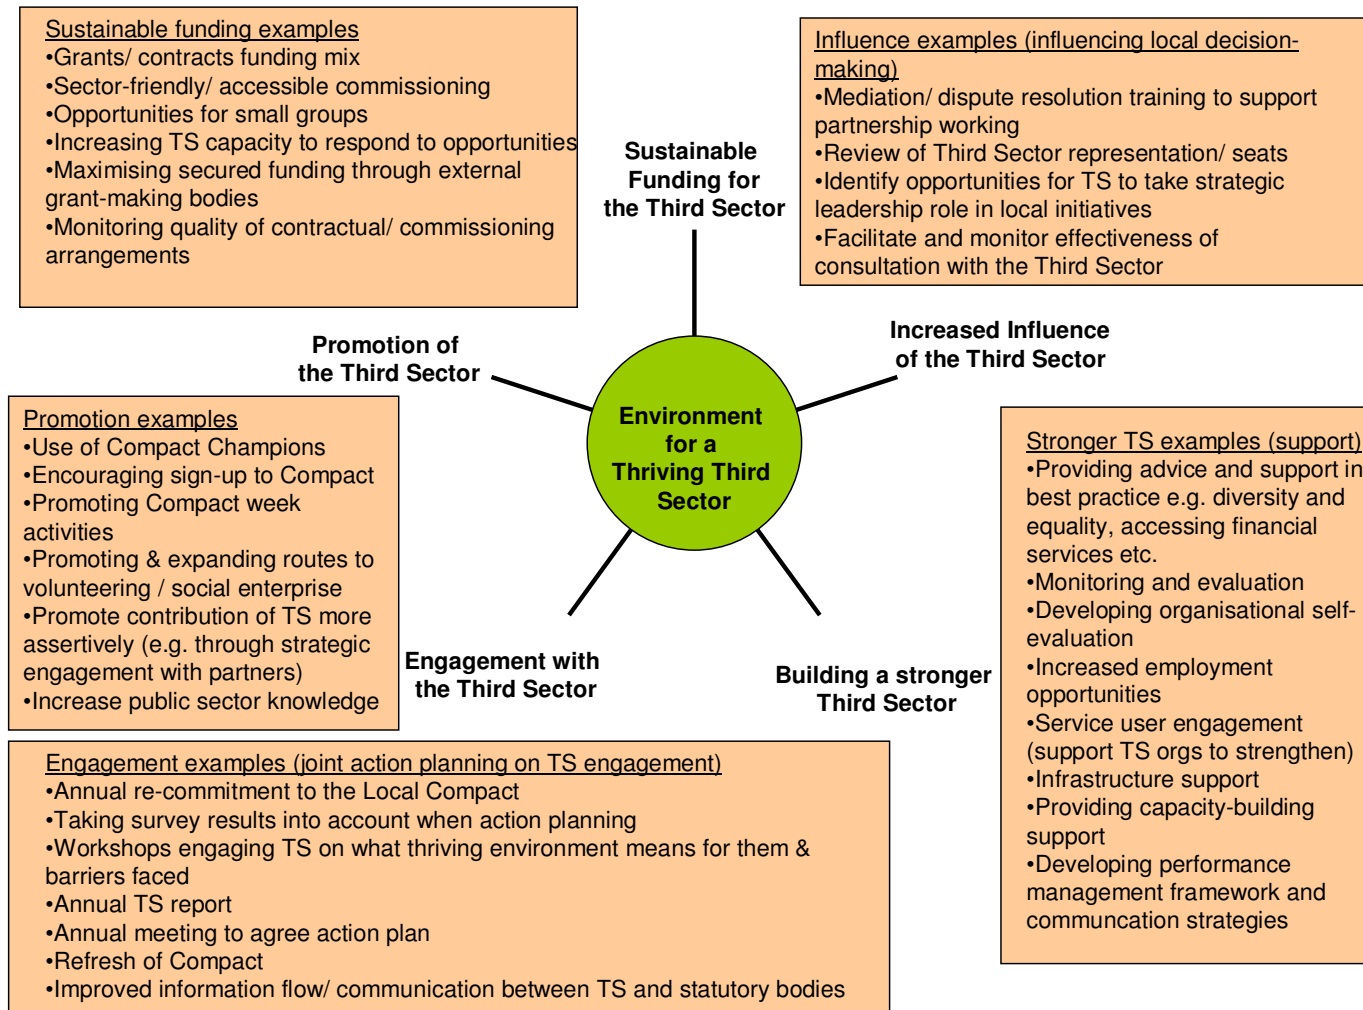 Sustainable funding examples
•Grants/ contracts funding mix
•Sector-friendly/ accessible commissioning
•Opportunities for small groups
•Increasing TS capacity to respond to opportunities
•Maximising secured funding through external
grant-making bodies
•Monitoring quality of contractual/ commissioning
arrangements
Sustainable
Funding for
the Third Sector
Influence examples (influencing local decision-
making)
•Mediation/ dispute resolution training to support
partnership working
•Review of Third Sector representation/ seats
•Identify opportunities for TS to take strategic
leadership role in local initiatives
•Facilitate and monitor effectiveness of
consultation with the Third Sector
Promotion of
the Third Sector
Increased Influence
of the Third Sector
Environment
for a
Thriving Third
Sector
Promotion examples
•Use of Compact Champions
•Encouraging sign-up to Compact
•Promoting Compact week
activities
•Promoting & expanding routes to
volunteering / social enterprise
•Promote contribution of TS more
assertively (e.g. through strategic
engagement with partners)
•Increase public sector knowledge
Engagement with
the Third Sector
Building a stronger
Third Sector
Stronger TS examples (support)
•Providing advice and support in
best practice e.g. diversity and
equality, accessing financial
services etc.
•Monitoring and evaluation
•Developing organisational self-
evaluation
•Increased employment
opportunities
•Service user engagement
(support TS orgs to strengthen)
•Infrastructure support
•Providing capacity-building
support
•Developing performance
management framework and
communcation strategies
Engagement examples (joint action planning on TS engagement)
•Annual re-commitment to the Local Compact
•Taking survey results into account when action planning
•Workshops engaging TS on what thriving environment means for them &
barriers faced
•Annual TS report
•Annual meeting to agree action plan
•Refresh of Compact
•Improved information flow/ communication between TS and statutory bodies